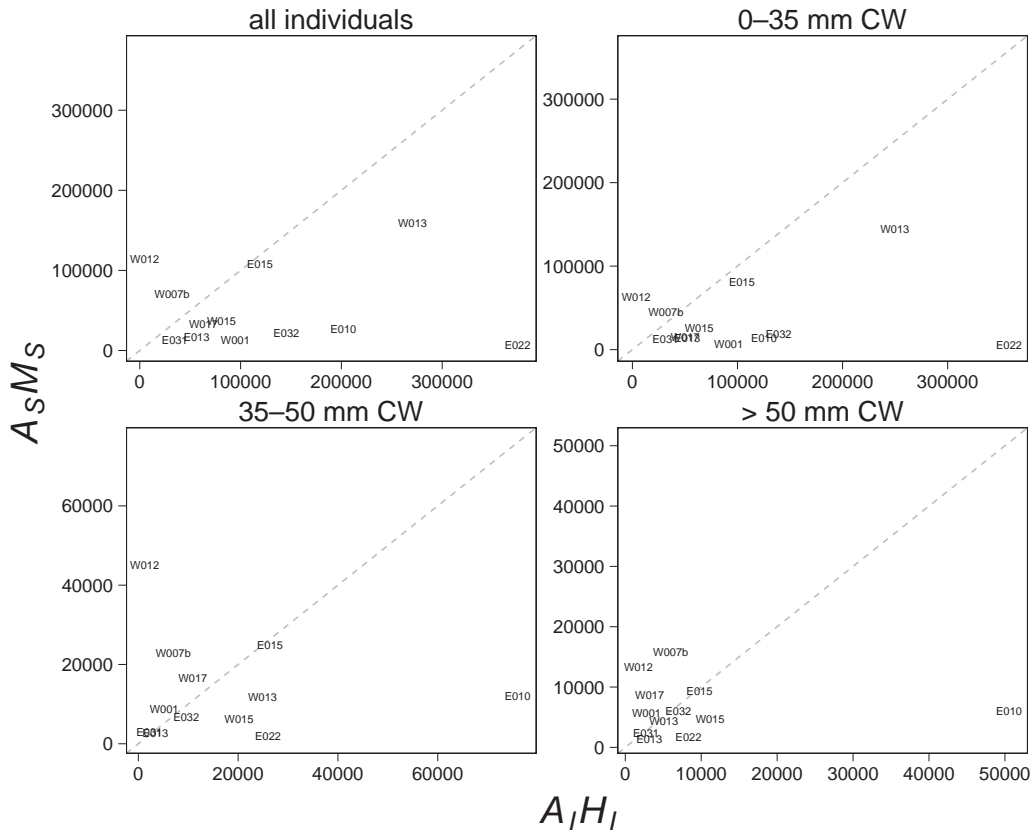 all individuals
300000
200000
100000
0
W013
W012
E015
W007b
W015
W017
E013
E031
W001
E032
E010
E022
0 100000 200000 300000
0–35 mm CW
300000
200000
100000
0
W013
E015
W012
W007b
W015
W017
E013
E031
W001
E010
E032
E022
0 100000 200000 300000
35–50 mm CW
60000
40000
20000
0
W012
W007b
E015
W017
W013
E010
W001
E032
W015
E031
E013
E022
0 20000 40000 60000
> 50 mm CW
50000
40000
30000
20000
10000
0
W007b
W012
W017
E015
W001
E032
E010
W013
W015
E031
E013
E022
0 10000 20000 30000 40000 50000
A_S M_S
A_I H_I